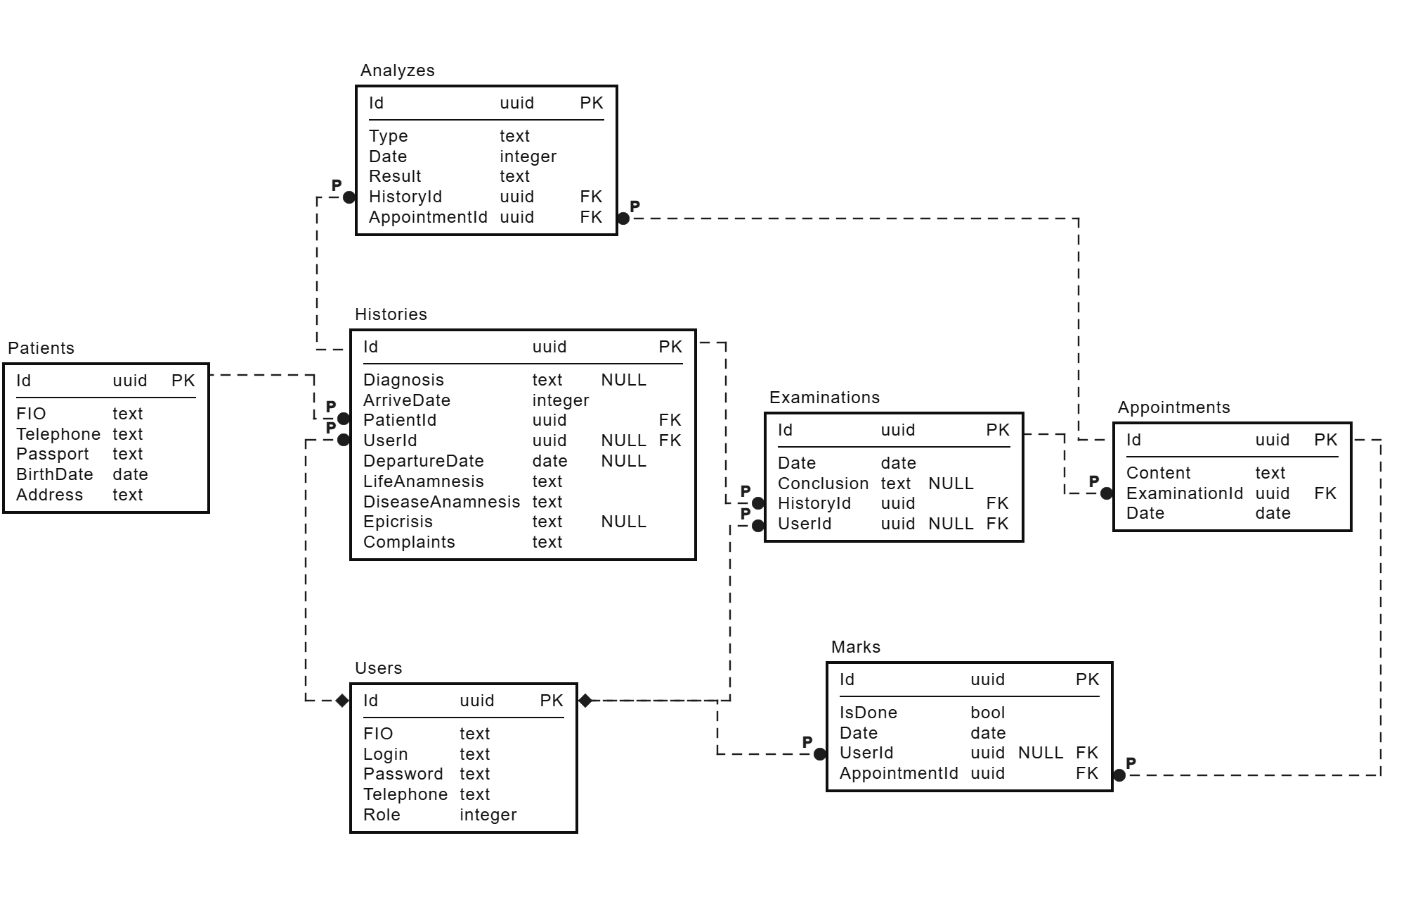 Analyzes
Id uuid PK
Type text
Date integer
Result text
HistoryId uuid FK
AppointmentId uuid FK
P
P
Histories
Id uuid PK
Diagnosis text NULL
ArriveDate integer
PatientId uuid FK
UserId uuid NULL FK
DepartureDate date NULL
LifeAnamnesis text
DiseaseAnamnesis text
Epicrisis text NULL
Complaints text
P
P
Patients
Id uuid PK
FIO text
Telephone text
Passport text
BirthDate date
Address text
Examinations
Id uuid PK
Date date
Conclusion text NULL
HistoryId uuid FK
UserId uuid NULL FK
P
P
Appointments
Id uuid PK
Content text
ExaminationId uuid FK
Date date
P
Users
Id uuid PK
FIO text
Login text
Password text
Telephone text
Role integer
Marks
Id uuid PK
IsDone bool
Date date
UserId uuid NULL FK
AppointmentId uuid FK
P
P